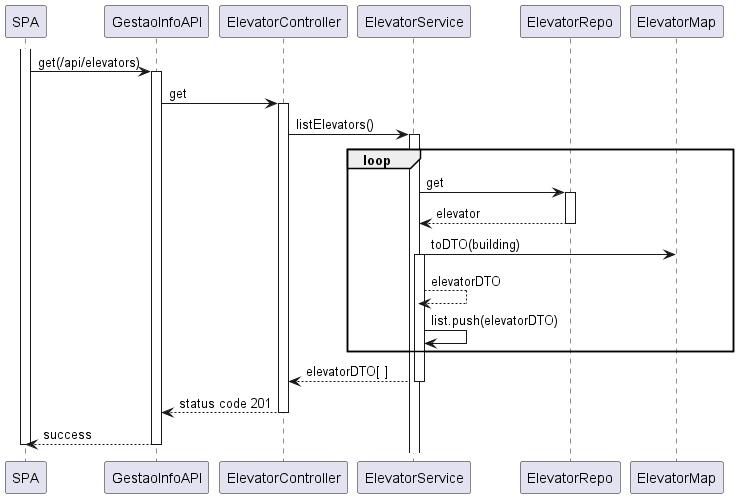 SPA GestaoInfoAPI ElevatorController ElevatorService ElevatorRepo ElevatorMap
get(/api/elevators)
get
listElevators()
loop
get
elevator
toDTO(building)
elevatorDTO
list.push(elevatorDTO)
elevatorDTO[ ]
status code 201
success
SPA GestaoInfoAPI ElevatorController ElevatorService ElevatorRepo ElevatorMap